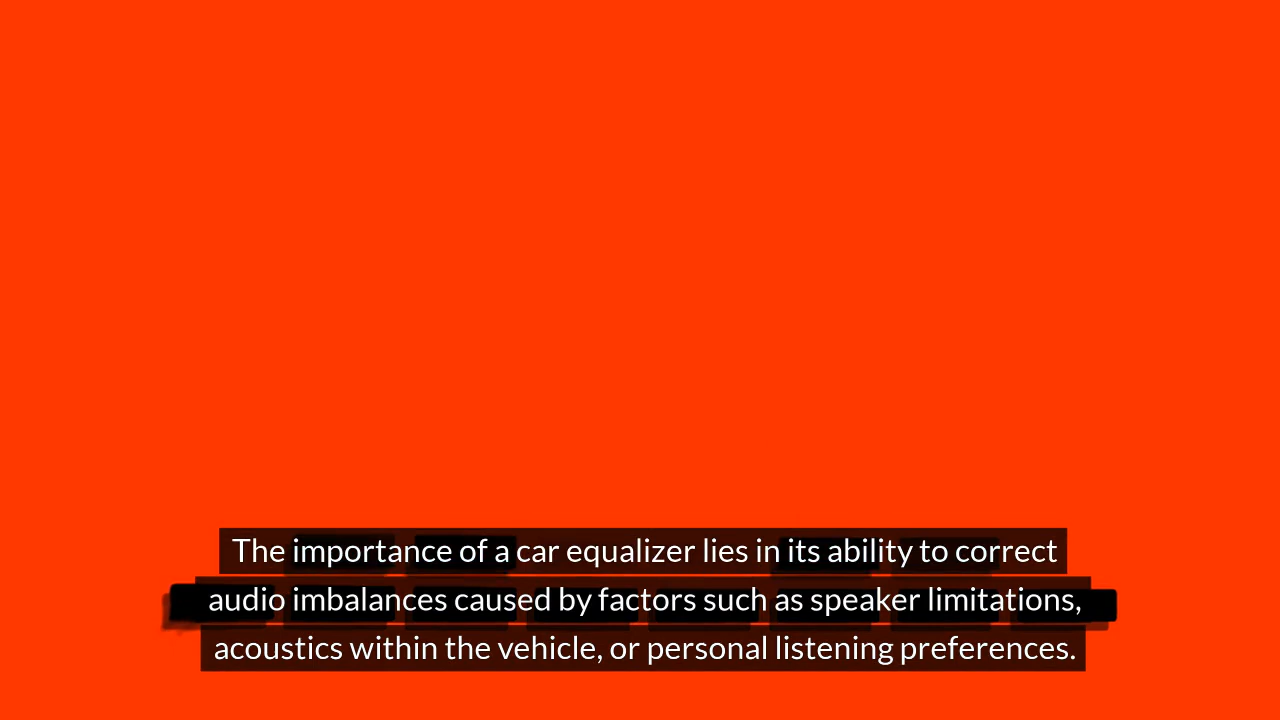 The importance of a car equalizer lies in its ability to correct
audio imbalances caused by factors such as speaker limitations,
acoustics within the vehicle, or personal listening preferences.